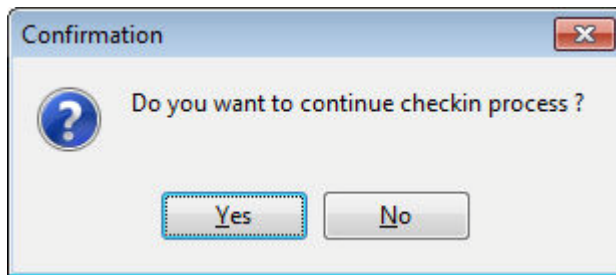 Confirmation
Do you want to continue checkin process ?
Yes
No